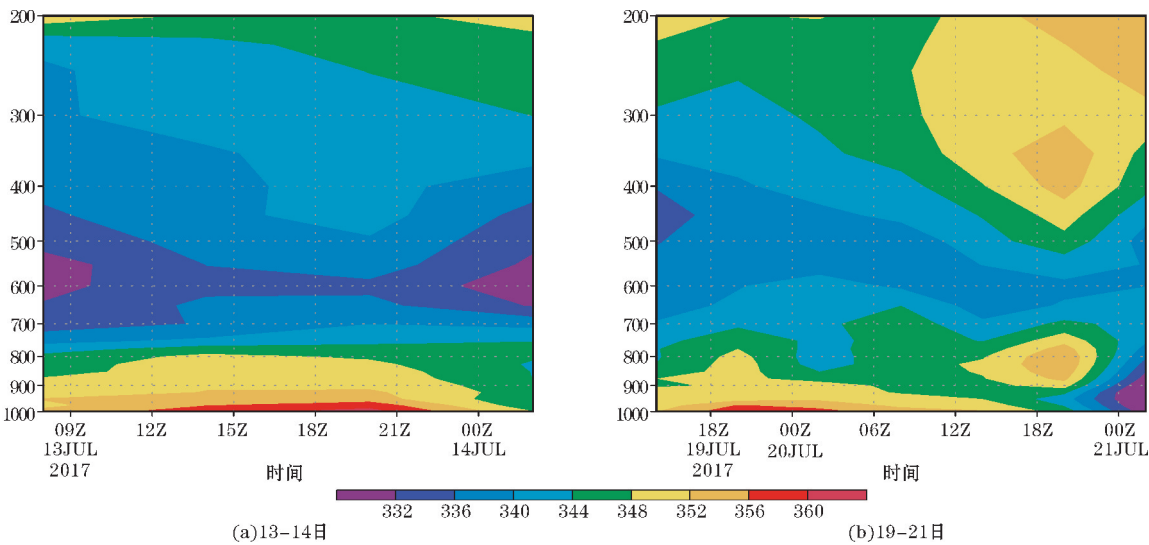 200
300
400
500
600
700
800
900
1000
09Z 12Z 15Z 18Z 21Z 00Z
13JUL 14JUL
2017 时间
200
300
400
500
600
700
800
900
1000
18Z 00Z 06Z 12Z 18Z 00Z
19JUL 20JUL 21JUL
2017 时间
332 336 340 344 348 352 356 360
(a)13-14日 (b)19-21日